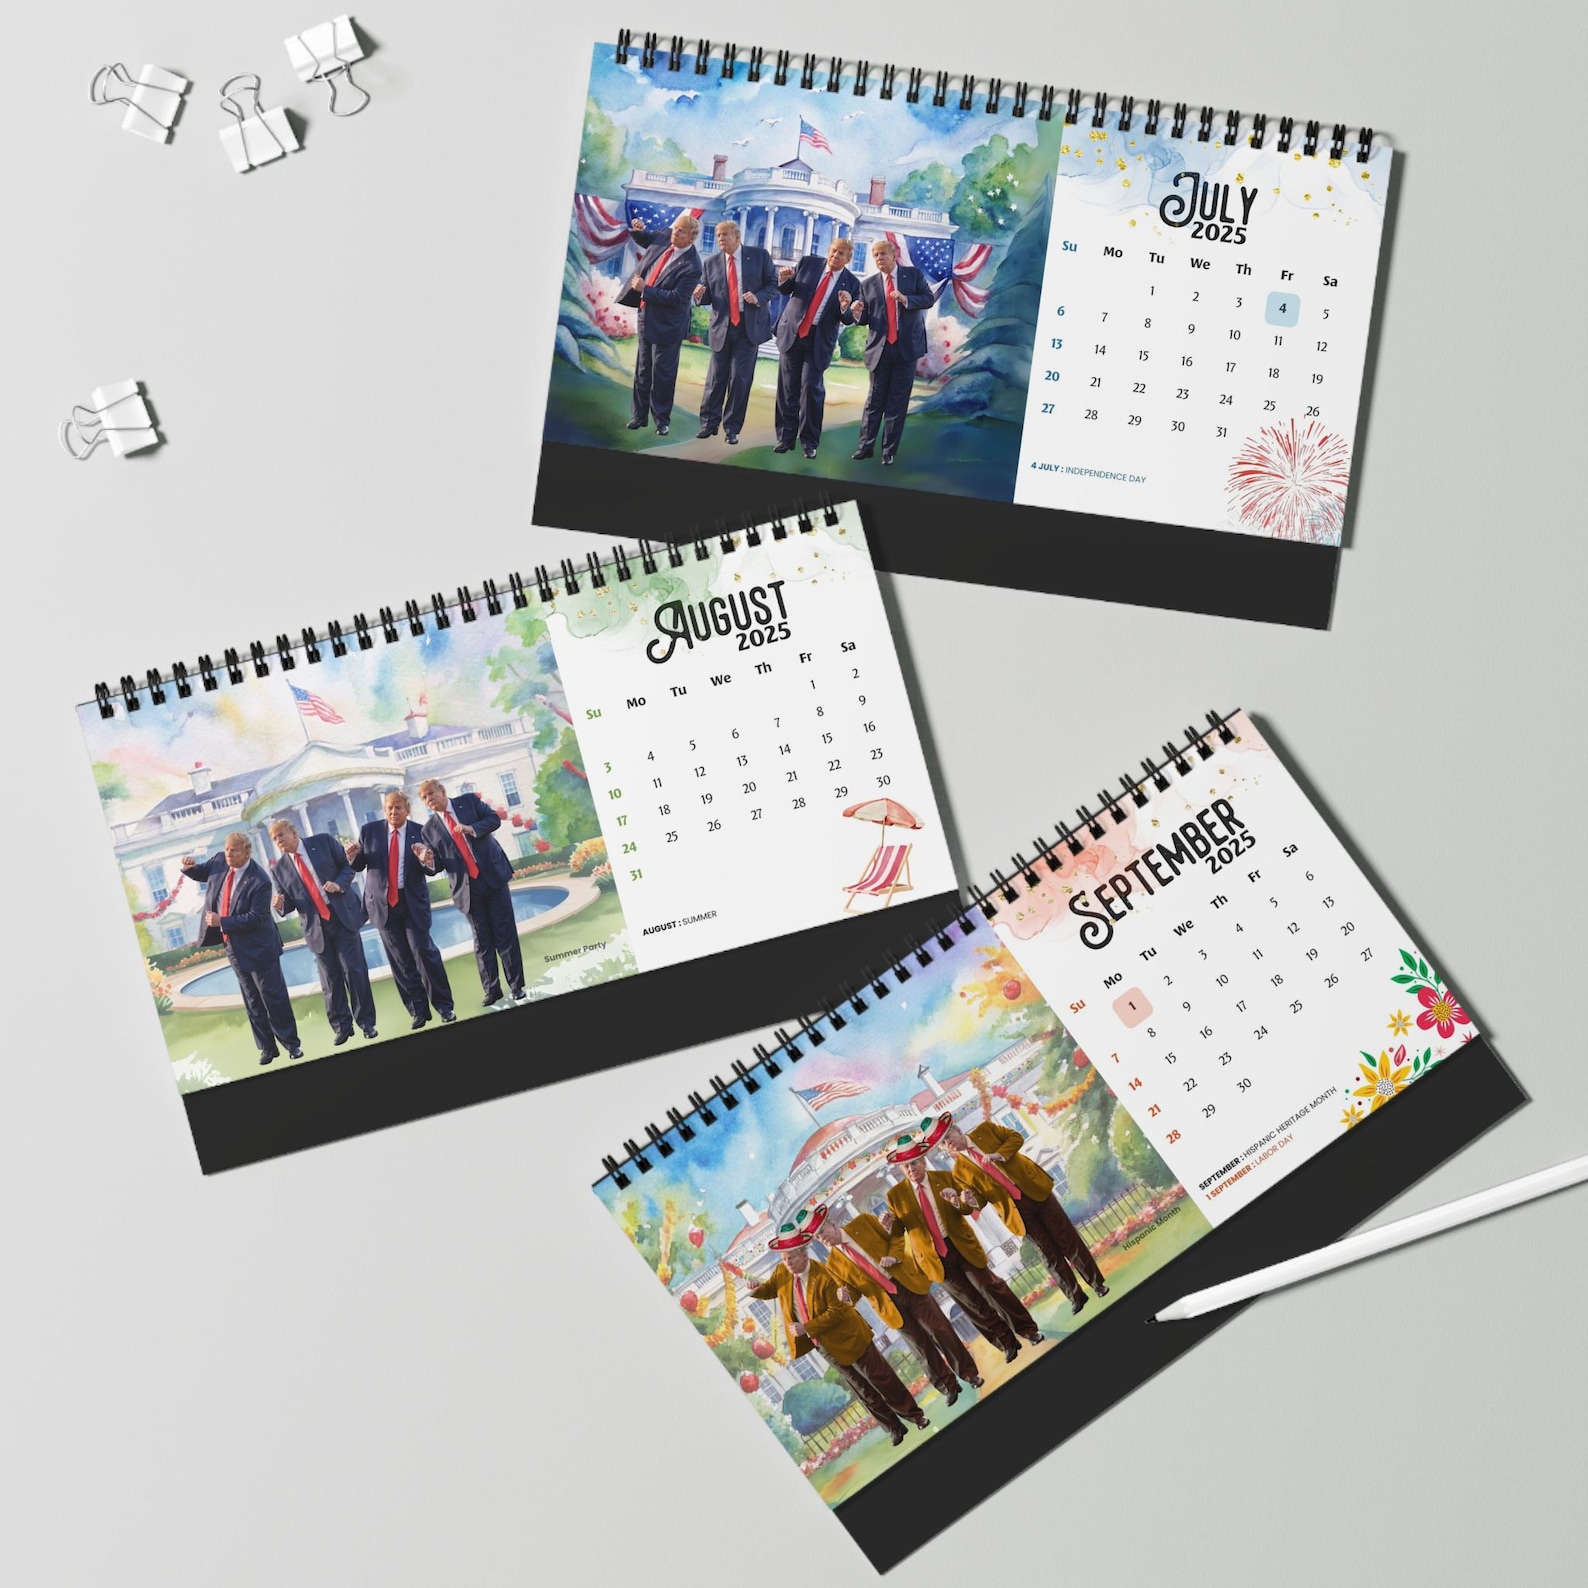 JULY
2025
Su Mo Tu We Th Fr Sa
1 2 3 4 5
6 7 8 9 10 11 12
13 14 15 16 17 18 19
20 21 22 23 24 25 26
27 28 29 30 31
4 JULY : INDEPENDENCE DAY
AUGUST
2025
Su Mo Tu We Th Fr Sa
1 2
3 4 5 6 7 8 9
10 11 12 13 14 15 16
17 18 19 20 21 22 23
24 25 26 27 28 29 30
31
AUGUST : SUMMER
Summer Party
SEPTEMBER
2025
Su Mo Tu We Th Fr Sa
1 2 3 4 5 6
7 8 9 10 11 12 13
14 15 16 17 18 19 20
21 22 23 24 25 26 27
28 29 30
SEPTEMBER : HISPANIC HERITAGE MONTH
1 SEPTEMBER : LABOR DAY
Hispanic Month